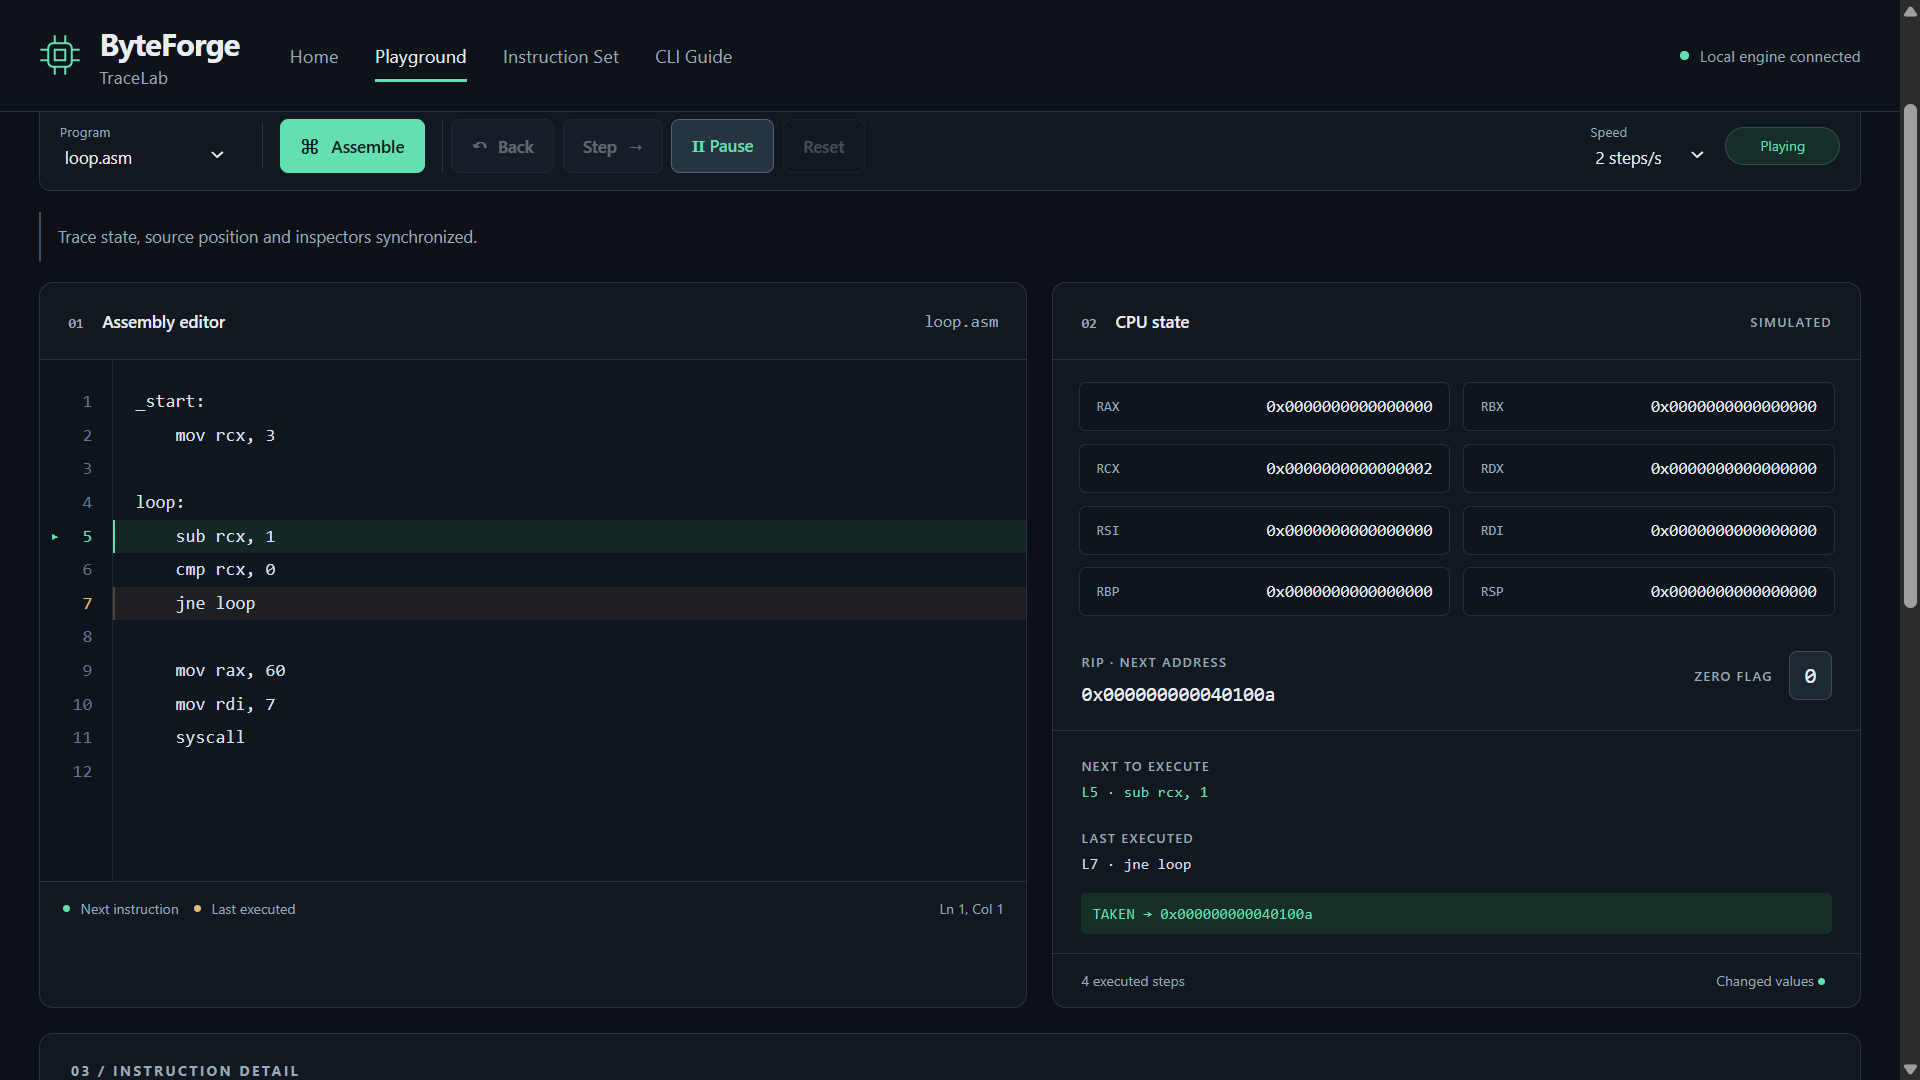 ByteForge
TraceLab
Home
Playground
Instruction Set
CLI Guide
Local engine connected
Program
loop.asm
⌘ Assemble
↶ Back
Step →
Pause
Reset
Speed
2 steps/s
Playing
Trace state, source position and inspectors synchronized.
01 Assembly editor
loop.asm
1 _start:
2 mov rcx, 3
3
4 loop:
5 sub rcx, 1
6 cmp rcx, 0
7 jne loop
8
9 mov rax, 60
10 mov rdi, 7
11 syscall
12
Next instruction
Last executed
Ln 1, Col 1
02 CPU state
SIMULATED
RAX 0x0000000000000000
RBX 0x0000000000000000
RCX 0x0000000000000002
RDX 0x0000000000000000
RSI 0x0000000000000000
RDI 0x0000000000000000
RBP 0x0000000000000000
RSP 0x0000000000000000
RIP · NEXT ADDRESS
0x000000000040100a
ZERO FLAG 0
NEXT TO EXECUTE
L5 · sub rcx, 1
LAST EXECUTED
L7 · jne loop
TAKEN → 0x000000000040100a
4 executed steps
Changed values
03 / INSTRUCTION DETAIL